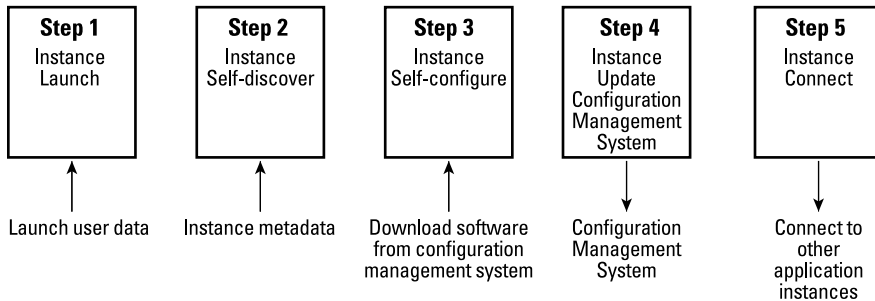 Step 1
Instance
Launch
Step 2
Instance
Self-discover
Step 3
Instance
Self-configure
Step 4
Instance
Update
Configuration
Management
System
Step 5
Instance
Connect
Launch user data
Instance metadata
Download software
from configuration
management system
Configuration
Management
System
Connect to
other
application
instances